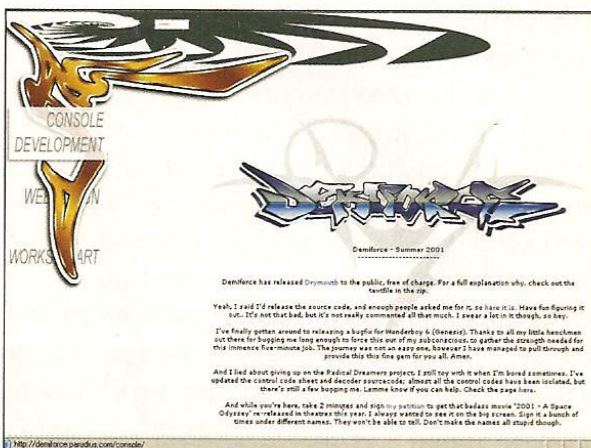 CONSOLE
DEVELOPMENT
WORKS
ART
DEMIFORCE
Demiforce - Summer 2001
Demiforce has released Drymouth to the public, free of charge. For a full explanation why, check out the
textfile in the zip.
Yeah, I said I'd release the source code, and enough people asked me for it, so here it is. Have fun figuring it
out.. It's not that bad, but it's not really commented all that much. I swear a lot in it though, so hey.
I've finally gotten around to releasing a bugfix for Wonderboy 6 (Genesis). Thanks to all my little henchmen
out there for bugging me long enough to force this out of my subconscious, to gather the strength needed for
this immense five-minute job. The journey was not an easy one, however I have managed to pull through and
provide this this fine gem for you all. Amen.
And I lied about giving up on the Radical Dreamers project. I still toy with it when I'm bored sometimes. I've
updated the control code sheet and decoder sourcecode; almost all the control codes have been isolated, but
there's still a few bugging me. Lemme know if you can help. Check the page here.
And while you're here, take 2 minutes and sign my petition to get that badass movie "2001 - A Space
Odyssey" re-released in theatres this year. I always wanted to see it on the big screen. Sign it a bunch of
times under different names. They won't be able to tell. Don't make the names all stupid though.
http://demiforce.parodius.com/console/